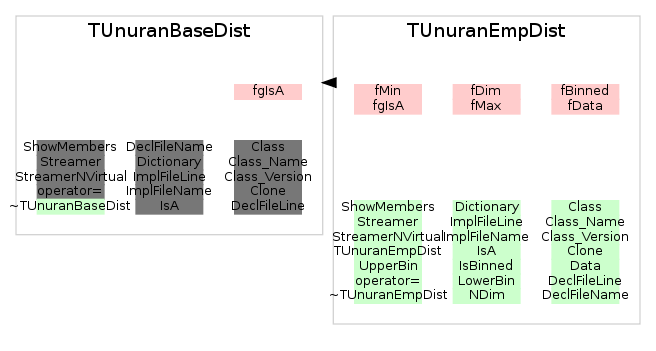 TUnuranBaseDist
fgIsA
ShowMembers
Streamer
StreamerNVirtual
operator=
~TUnuranBaseDist
DeclFileName
Dictionary
ImplFileLine
ImplFileName
IsA
Class
Class_Name
Class_Version
Clone
DeclFileLine
TUnuranEmpDist
fMin
fgIsA
fDim
fMax
fBinned
fData
ShowMembers
Streamer
StreamerNVirtual
TUnuranEmpDist
UpperBin
operator=
~TUnuranEmpDist
Dictionary
ImplFileLine
ImplFileName
IsA
IsBinned
LowerBin
NDim
Class
Class_Name
Class_Version
Clone
Data
DeclFileLine
DeclFileName